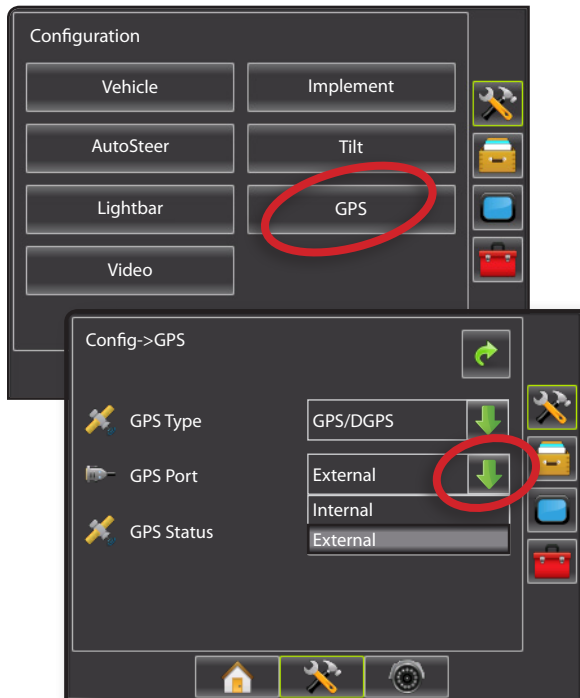 Configuration
Vehicle
Implement
AutoSteer
Tilt
Lightbar
GPS
Video
Config->GPS
GPS Type
GPS/DGPS
GPS Port
External
Internal
GPS Status
External